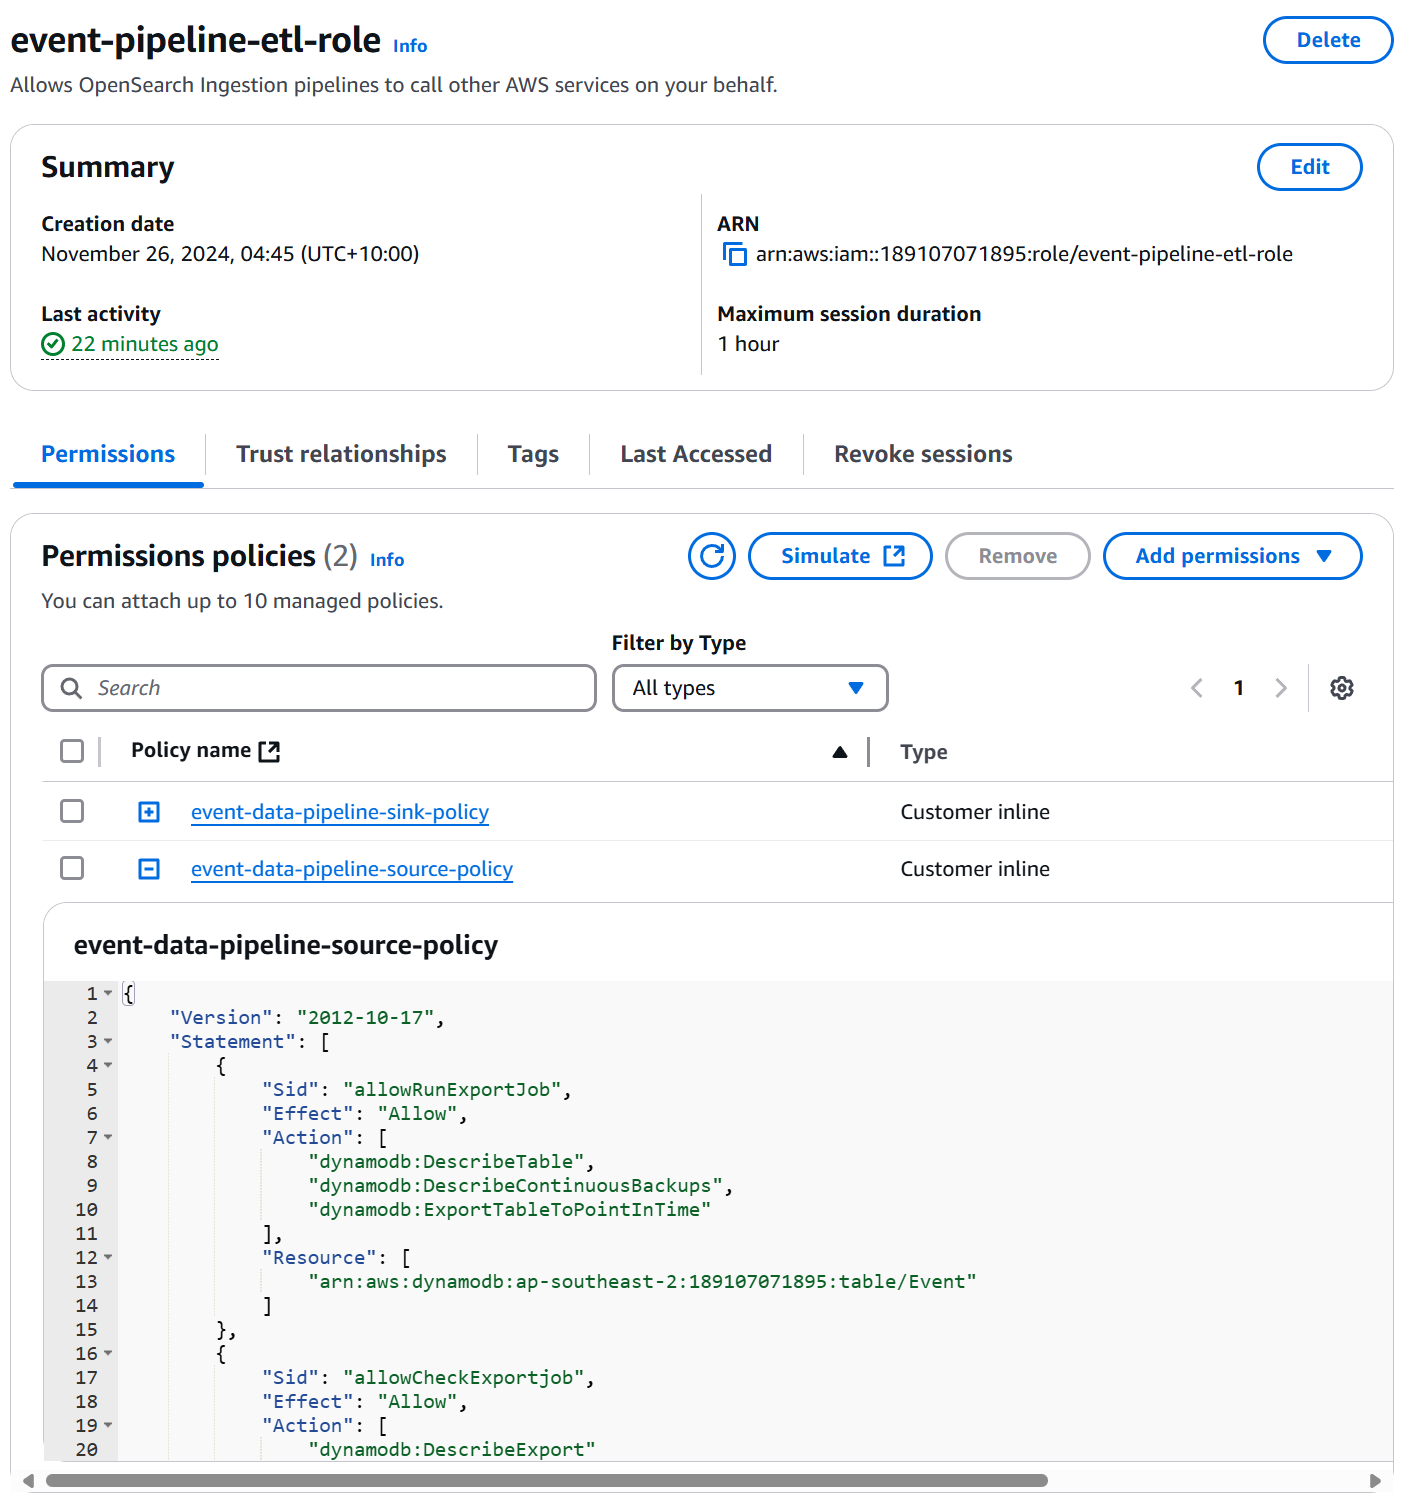 event-pipeline-etl-role Info
Delete
Allows OpenSearch Ingestion pipelines to call other AWS services on your behalf.
Summary
Edit
Creation date
November 26, 2024, 04:45 (UTC+10:00)
ARN
arn:aws:iam::189107071895:role/event-pipeline-etl-role
Last activity
22 minutes ago
Maximum session duration
1 hour
Permissions
Trust relationships
Tags
Last Accessed
Revoke sessions
Permissions policies (2) Info
Simulate
Remove
Add permissions
You can attach up to 10 managed policies.
Filter by Type
Search
All types
1
Policy name
Type
event-data-pipeline-sink-policy
Customer inline
event-data-pipeline-source-policy
Customer inline
event-data-pipeline-source-policy
1 {
2 "Version": "2012-10-17",
3 "Statement": [
4 {
5 "Sid": "allowRunExportJob",
6 "Effect": "Allow",
7 "Action": [
8 "dynamodb:DescribeTable",
9 "dynamodb:DescribeContinuousBackups",
10 "dynamodb:ExportTableToPointInTime"
11 ],
12 "Resource": [
13 "arn:aws:dynamodb:ap-southeast-2:189107071895:table/Event"
14 ]
15 },
16 {
17 "Sid": "allowCheckExportjob",
18 "Effect": "Allow",
19 "Action": [
20 "dynamodb:DescribeExport"